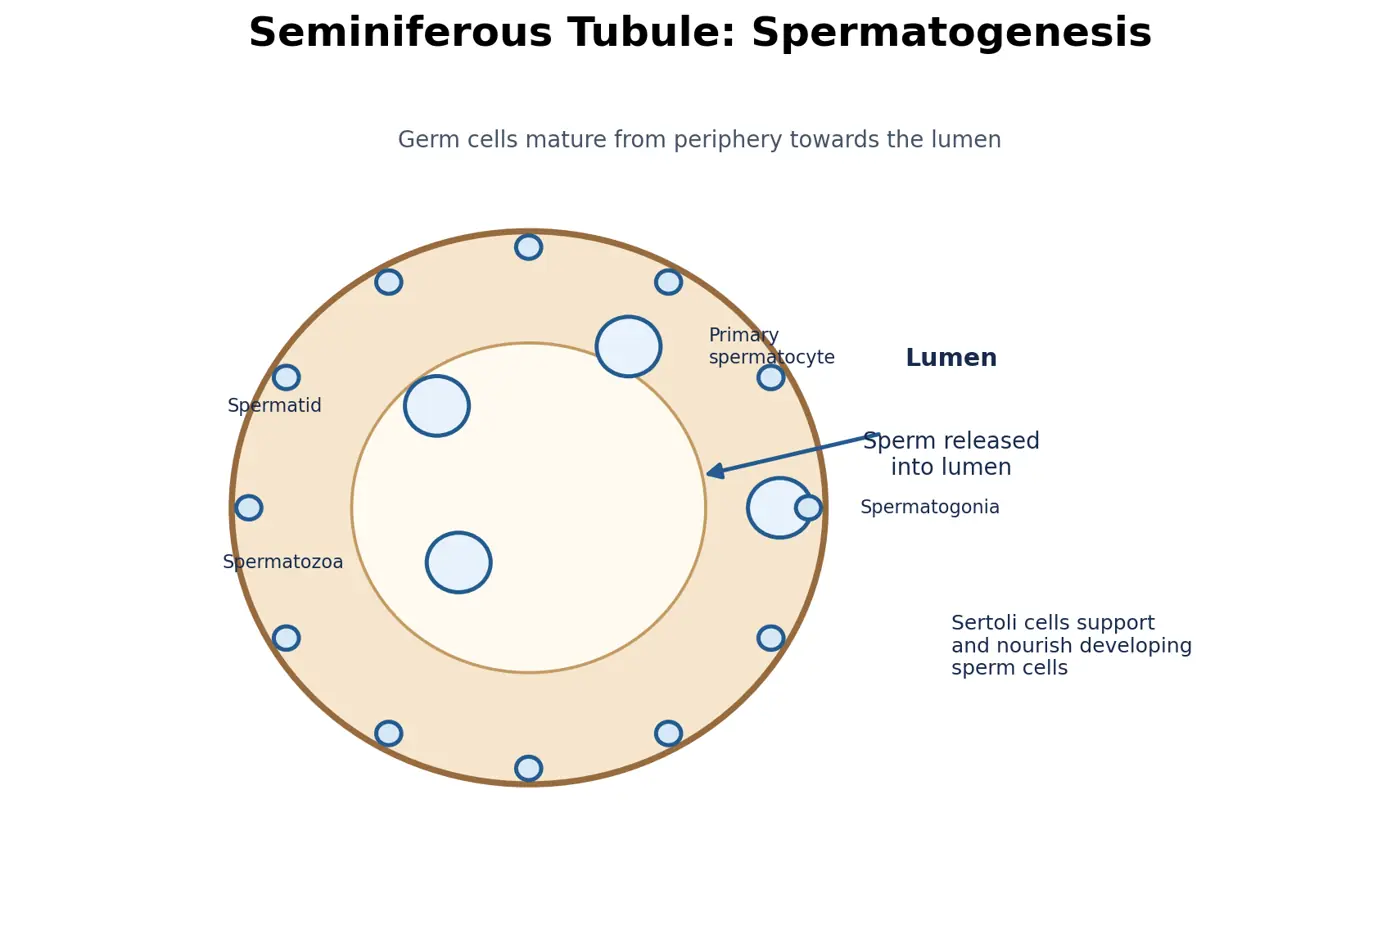 Seminiferous Tubule: Spermatogenesis
Germ cells mature from periphery towards the lumen
Primary
spermatocyte
Lumen
Spermatid
Sperm released
into lumen
Spermatogonia
Spermatozoa
Sertoli cells support
and nourish developing
sperm cells